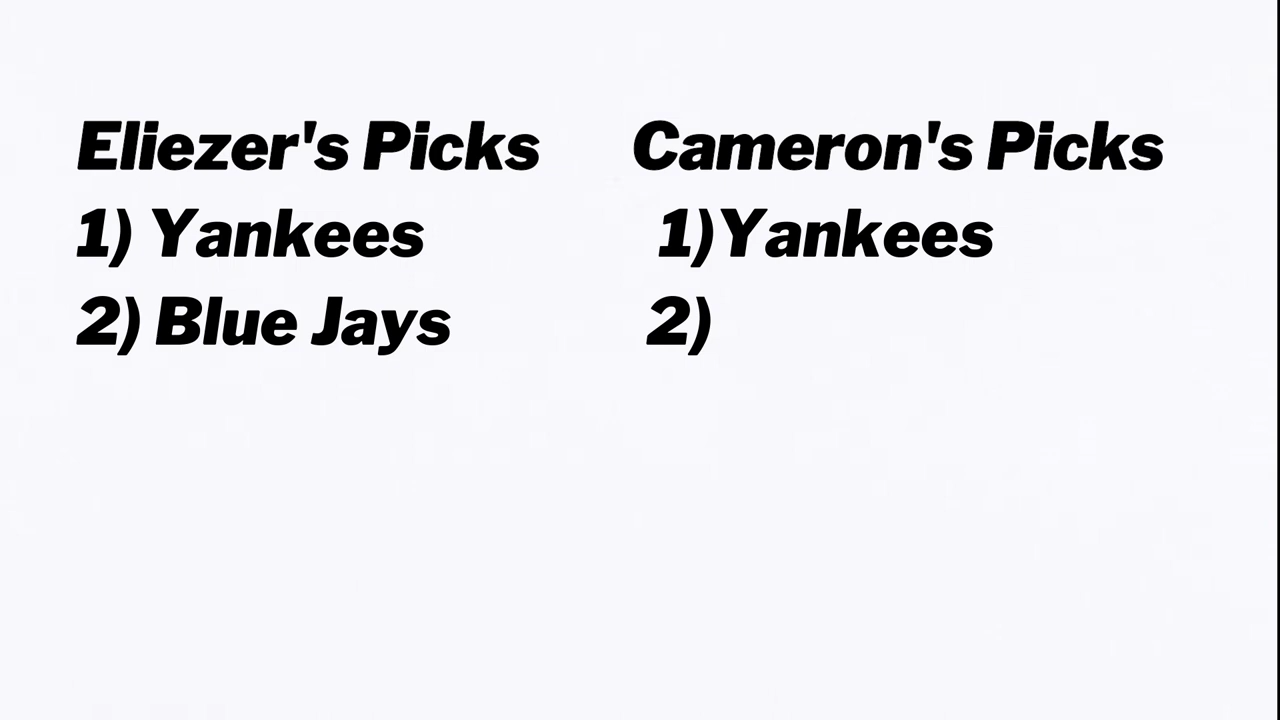 Eliezer's Picks
1) Yankees
2) Blue Jays
Cameron's Picks
1)Yankees
2)